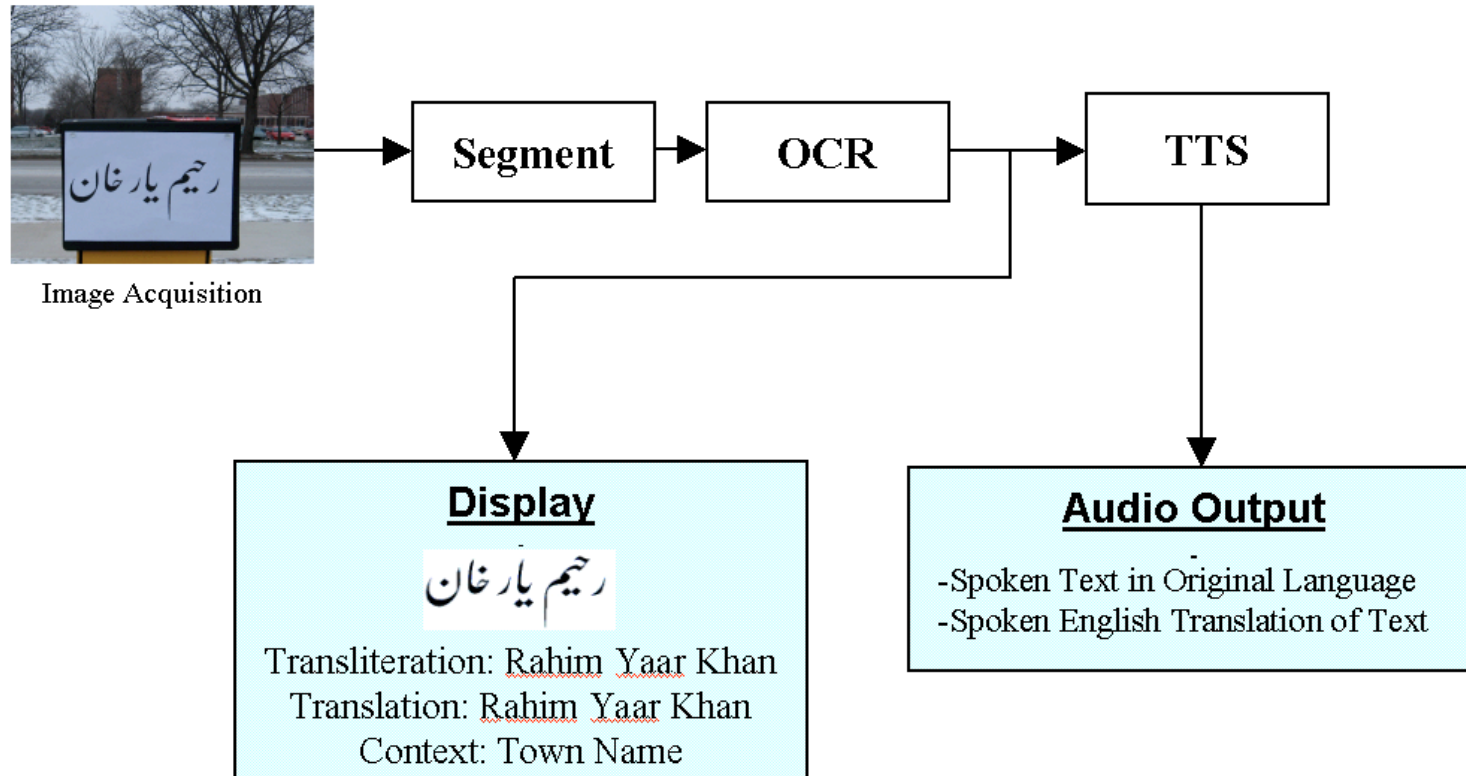 رحیم یار خان
Image Acquisition
Segment
OCR
TTS
Display
-
رحیم یار خان
Transliteration: Rahim Yaar Khan
Translation: Rahim Yaar Khan
Context: Town Name
Audio Output
-
-Spoken Text in Original Language
-Spoken English Translation of Text